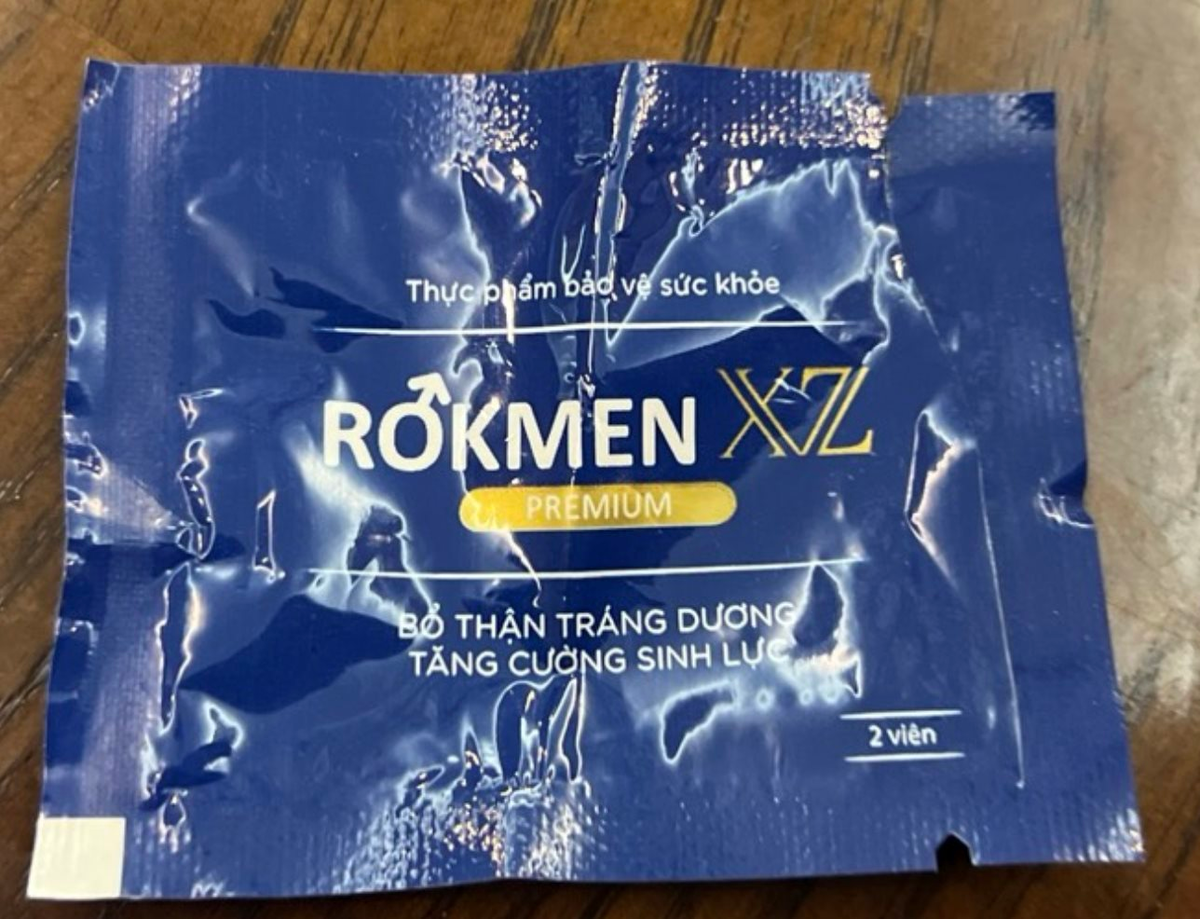 Thực phẩm bảo vệ sức khỏe
ROKMEN XZ
PREMIUM
BỔ THẬN TRÁNG DƯƠNG
TĂNG CƯỜNG SINH LỰC
2 viên